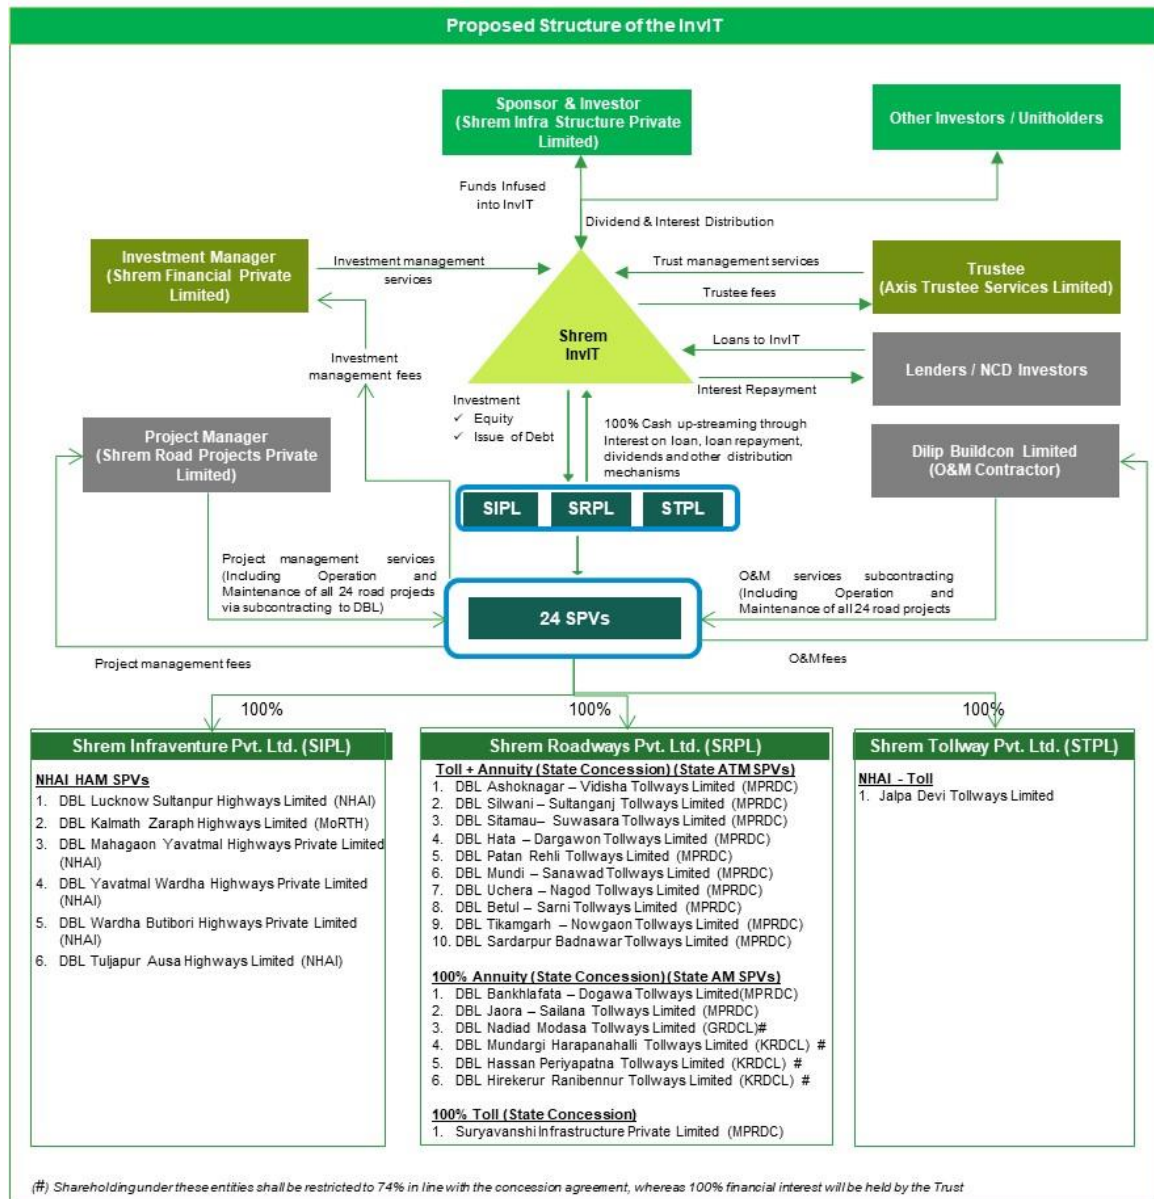 Proposed Structure of the InvIT
Sponsor & Investor
(Shrem Infra Structure Private
Limited)
Other Investors / Unitholders
Funds Infused
into InvIT
Dividend & Interest Distribution
Investment Manager
(Shrem Financial Private
Limited)
Investment management
services
Trust management services
Trustee fees
Trustee
(Axis Trustee Services Limited)
Shrem
InvIT
Loans to InvIT
Interest Repayment
Lenders / NCD Investors
Investment
management fees
Investment
✓ Equity
✓ Issue of Debt
100% Cash up-streaming through
Interest on loan, loan repayment,
dividends and other distribution
mechanisms
Project Manager
(Shrem Road Projects Private
Limited)
Dilip Buildcon Limited
(O&M Contractor)
SIPL
SRPL
STPL
Project management services
(Including Operation and
Maintenance of all 24 road projects
via subcontracting to DBL)
O&M services subcontracting
(Including Operation and
Maintenance of all 24 road projects
24 SPVs
Project management fees
O&M fees
100%
100%
100%
Shrem Infraventure Pvt. Ltd. (SIPL)
NHAI HAM SPVs
1. DBL Lucknow Sultanpur Highways Limited (NHAI)
2. DBL Kalmath Zaraph Highways Limited (MoRTH)
3. DBL Mahagaon Yavatmal Highways Private Limited
(NHAI)
4. DBL Yavatmal Wardha Highways Private Limited
(NHAI)
5. DBL Wardha Butibori Highways Private Limited
(NHAI)
6. DBL Tuljapur Ausa Highways Limited (NHAI)
Shrem Roadways Pvt. Ltd. (SRPL)
Toll + Annuity (State Concession) (State ATM SPVs)
1. DBL Ashoknagar – Vidisha Tollways Limited (MPRDC)
2. DBL Silwani – Sultanganj Tollways Limited (MPRDC)
3. DBL Sitamau– Suwasara Tollways Limited (MPRDC)
4. DBL Hata – Dargawon Tollways Limited (MPRDC)
5. DBL Patan Rehli Tollways Limited (MPRDC)
6. DBL Mundi – Sanawad Tollways Limited (MPRDC)
7. DBL Uchera – Nagod Tollways Limited (MPRDC)
8. DBL Betul – Sarni Tollways Limited (MPRDC)
9. DBL Tikamgarh – Nowgaon Tollways Limited (MPRDC)
10. DBL Sardarpur Badnawar Tollways Limited (MPRDC)
100% Annuity (State Concession) (State AM SPVs)
1. DBL Bankhlafata – Dogawa Tollways Limited(MPRDC)
2. DBL Jaora – Sailana Tollways Limited (MPRDC)
3. DBL Nadiad Modasa Tollways Limited (GRDCL)#
4. DBL Mundargi Harapanahalli Tollways Limited (KRDCL) #
5. DBL Hassan Periyapatna Tollways Limited (KRDCL) #
6. DBL Hirekerur Ranibennur Tollways Limited (KRDCL) #
100% Toll (State Concession)
1. Suryavanshi Infrastructure Private Limited (MPRDC)
Shrem Tollway Pvt. Ltd. (STPL)
NHAI - Toll
1. Jalpa Devi Tollways Limited
(#) Shareholding under these entities shall be restricted to 74% in line with the concession agreement, whereas 100% financial interest will be held by the Trust